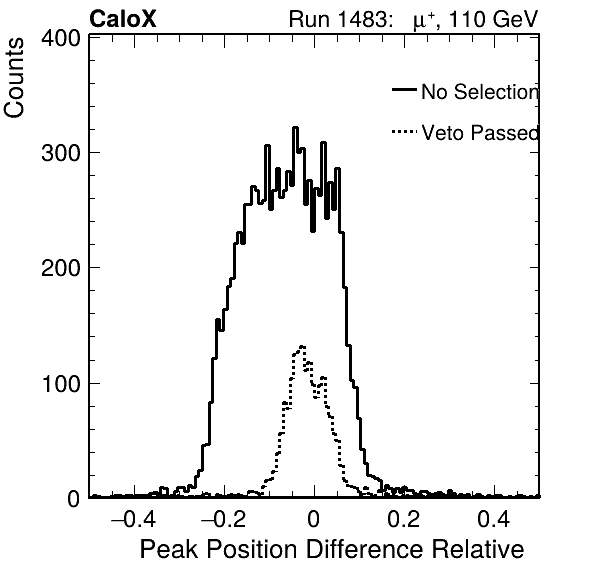 CaloX Run 1483: μ⁺, 110 GeV
Counts
400
300
200
100
0
No Selection
Veto Passed
−0.4 −0.2 0 0.2 0.4
Peak Position Difference Relative